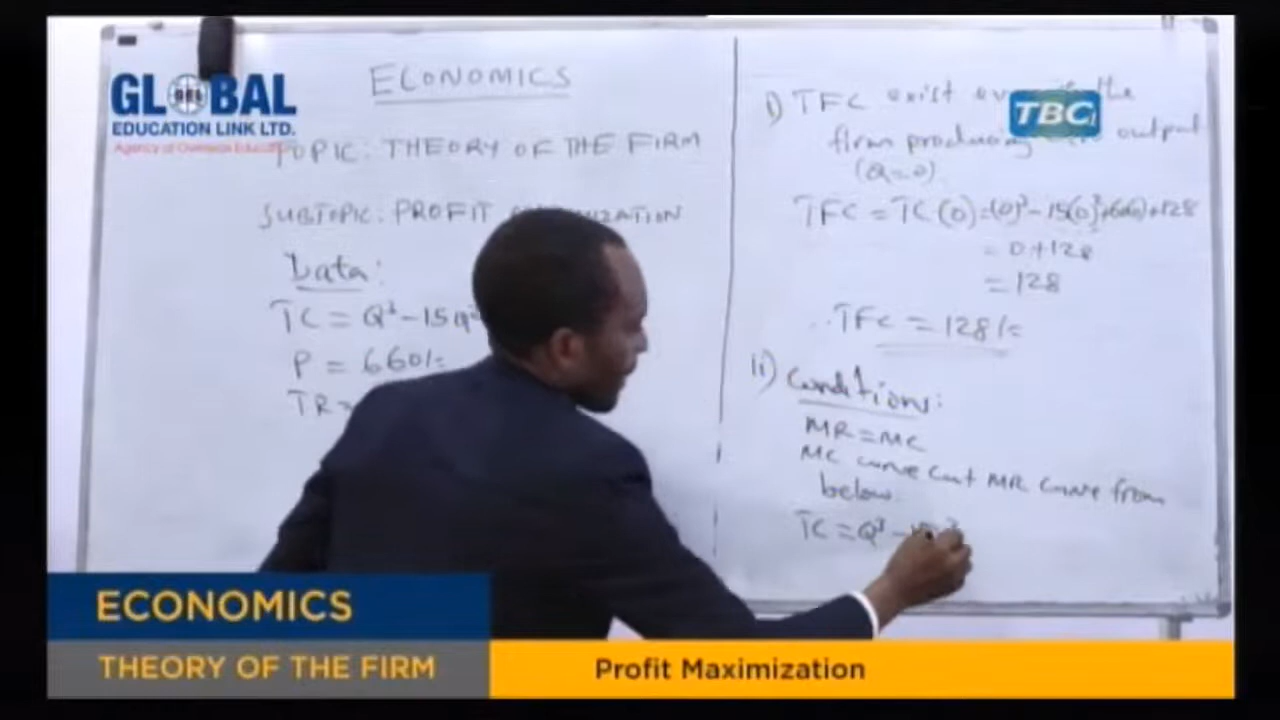 GLOBAL
EDUCATION LINK LTD.
ECONOMICS
TOPIC: THEORY OF THE FIRM
SUBTOPIC: PROFIT
Data:
TC = Q³ - 15Q²
P = 660/=
TR =
i) TFC exist the
firm producing output
(Q=0)
TBC1
TFC = TC(0) = (0)³ - 15(0)² + 6(0) + 128
= 0 + 128
= 128
∴ TFC = 128/=
ii) Conditions:
MR = MC
MC curve cut MR curve from
below.
TC = Q³ -
ECONOMICS
THEORY OF THE FIRM
Profit Maximization